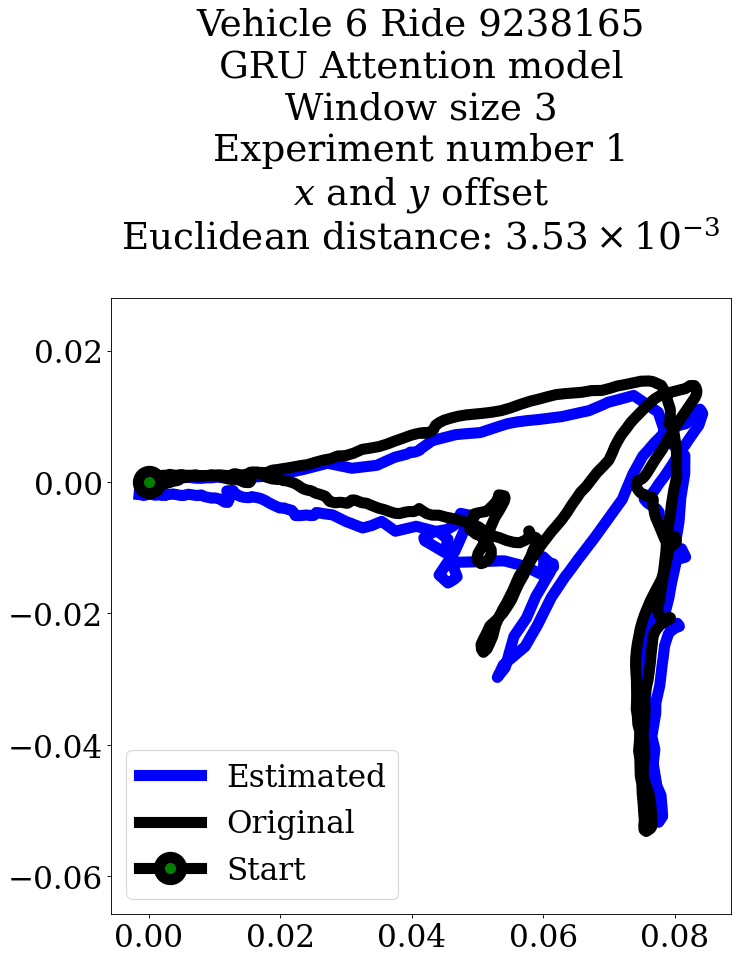 Vehicle 6 Ride 9238165
GRU Attention model
Window size 3
Experiment number 1
x and y offset
Euclidean distance: 3.53 × 10⁻³
0.02
0.00
−0.02
−0.04
−0.06
Estimated
Original
Start
0.00 0.02 0.04 0.06 0.08